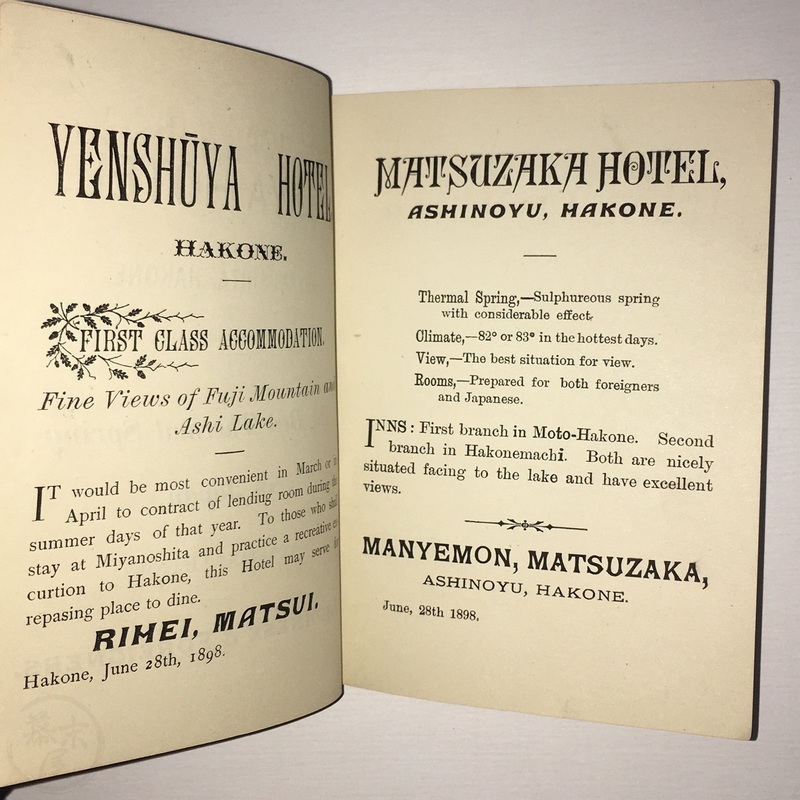 YENSHŪYA HOTEL
HAKONE.
FIRST CLASS ACCOMMODATION.
Fine Views of Fuji Mountain and
Ashi Lake.
IT would be most convenient in March or
April to contract of lendiug room during
summer days of that year. To those who
stay at Miyanoshita and practice a recreative
curtion to Hakone, this Hotel may serve
repasing place to dine.
RIHEI, MATSUI.
Hakone, June 28th, 1898.
MATSUZAKA HOTEL,
ASHINOYU, HAKONE.
Thermal Spring,—Sulphureous spring
with considerable effect.
Climate,—82° or 83° in the hottest days.
View,—The best situation for view.
Rooms,—Prepared for both foreigners
and Japanese.
INNS: First branch in Moto-Hakone. Second
branch in Hakonemachi. Both are nicely
situated facing to the lake and have excellent
views.
MANYEMON, MATSUZAKA,
ASHINOYU, HAKONE.
June, 28th 1898.